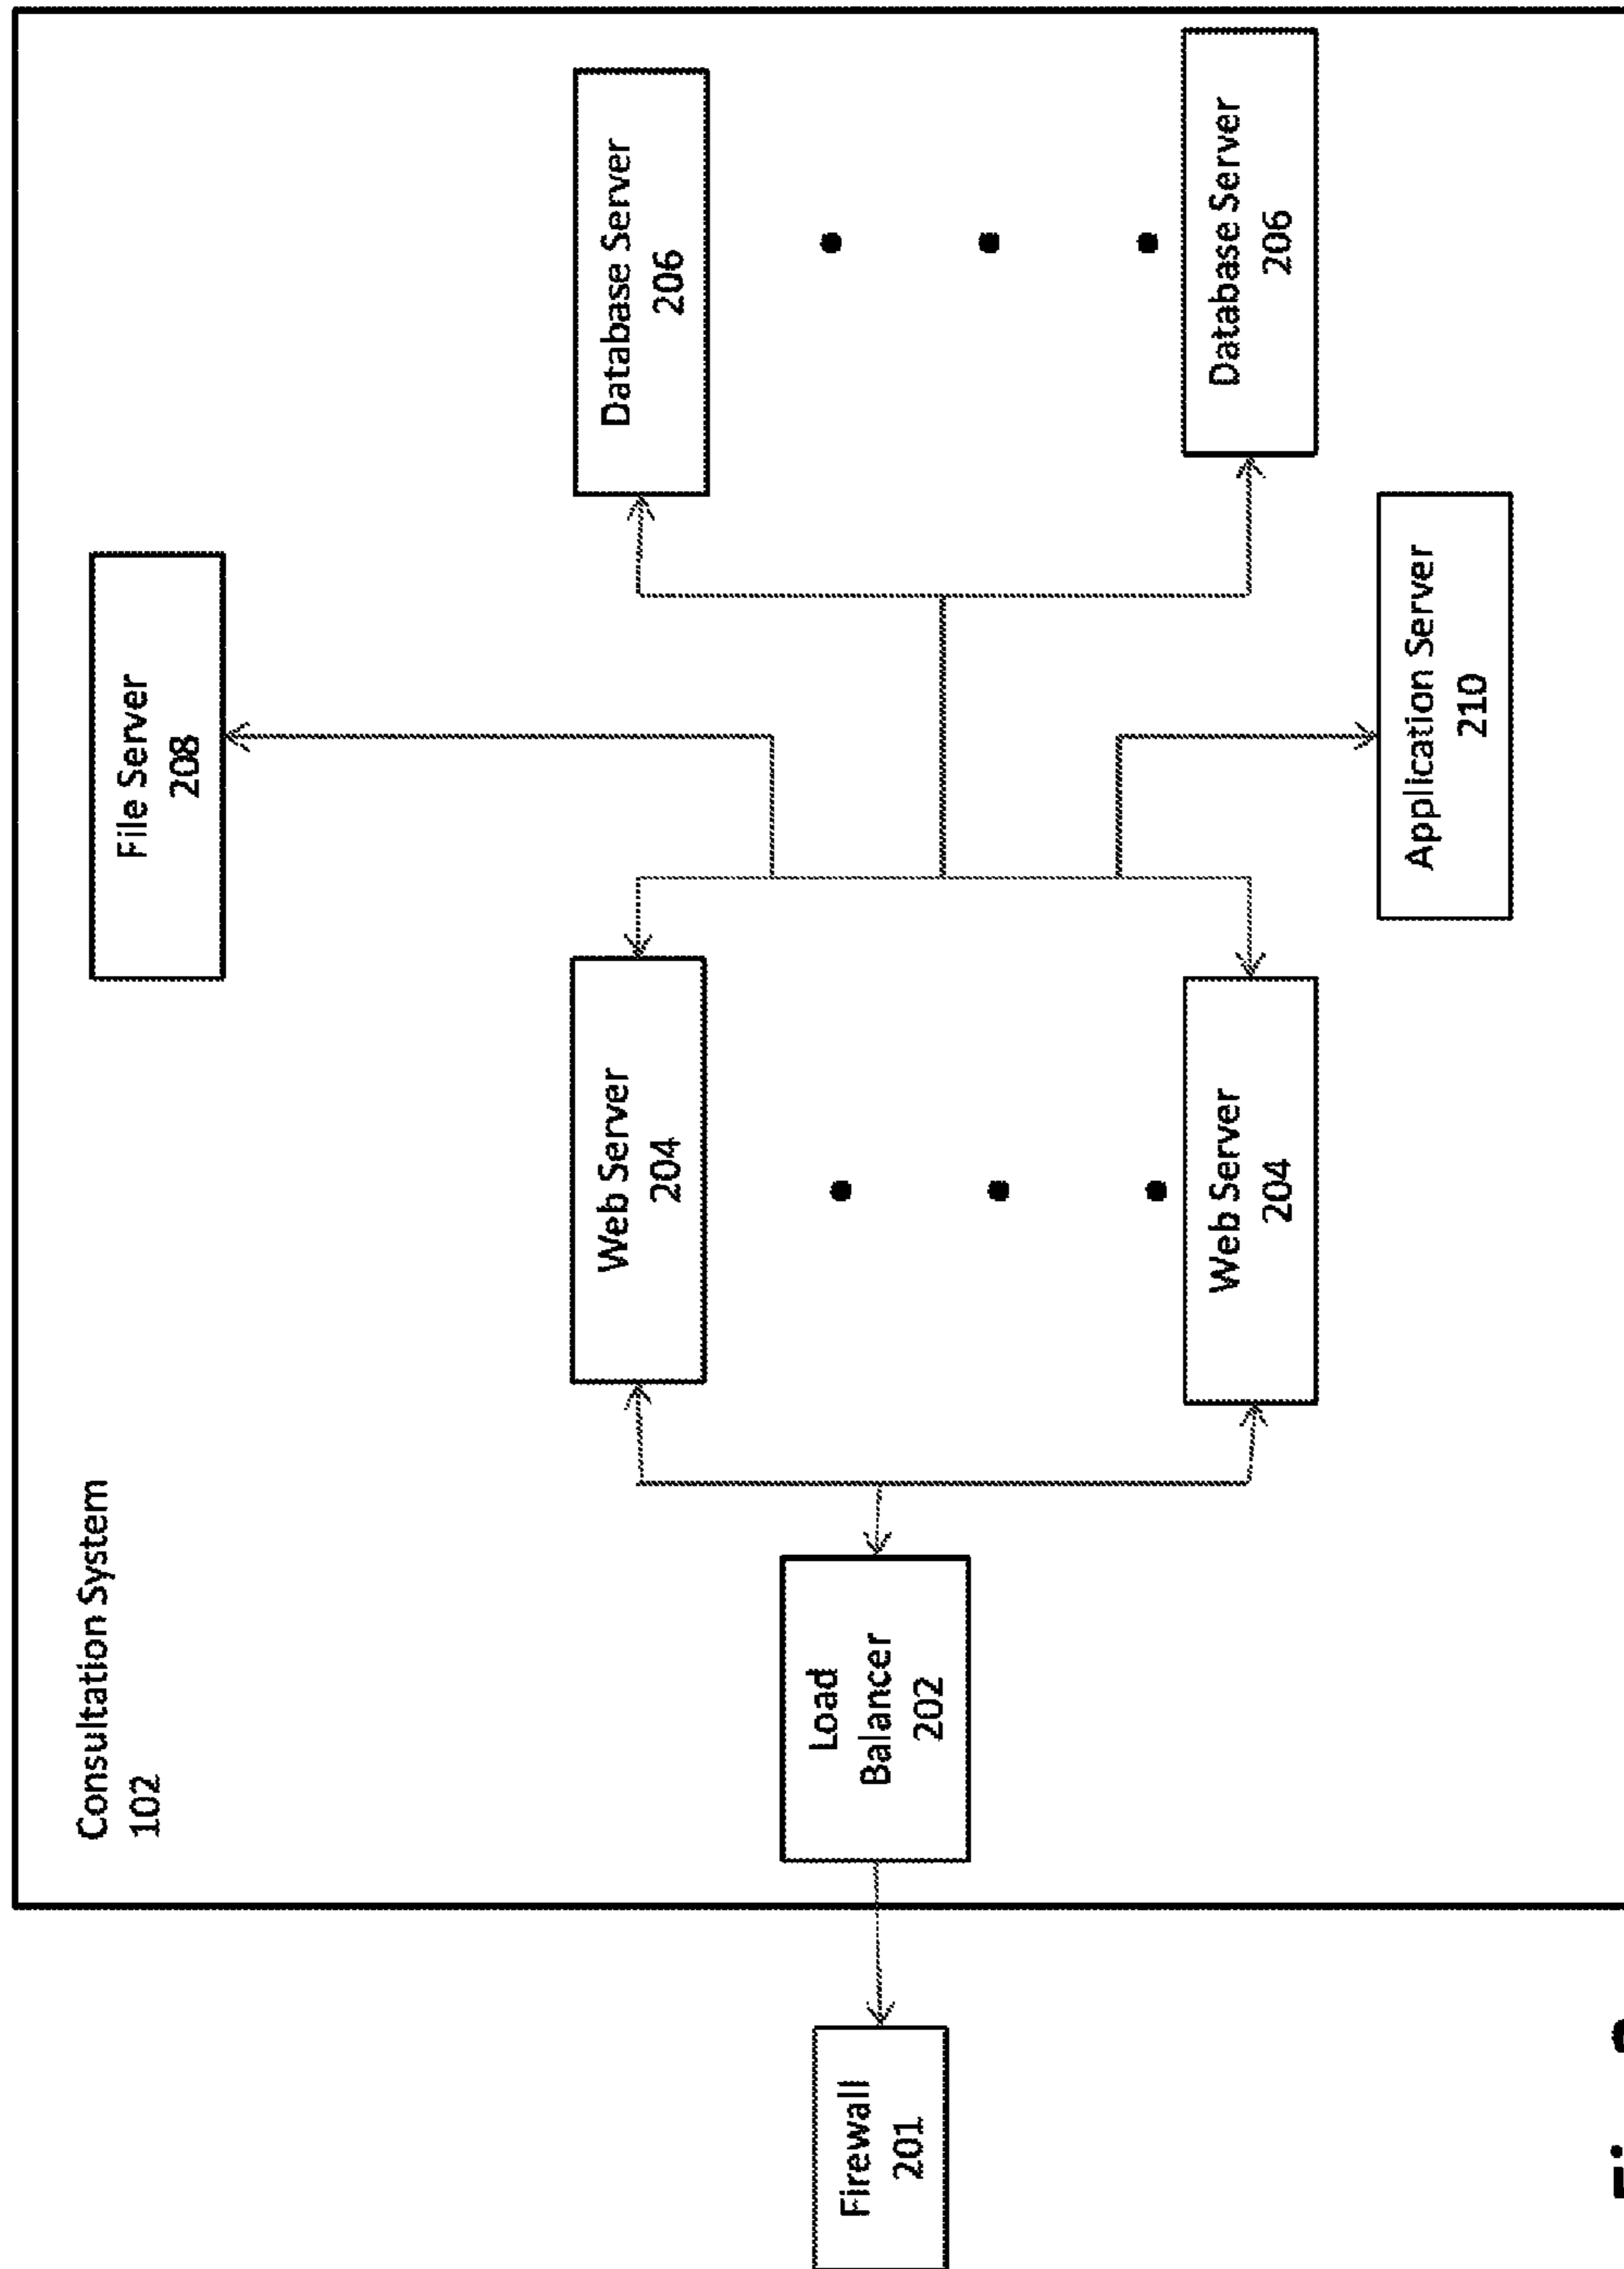 Consultation System
102
File Server
208
Web Server
204
Database Server
206
Load
Balancer
202
Firewall
201
Web Server
204
Database Server
206
Application Server
210